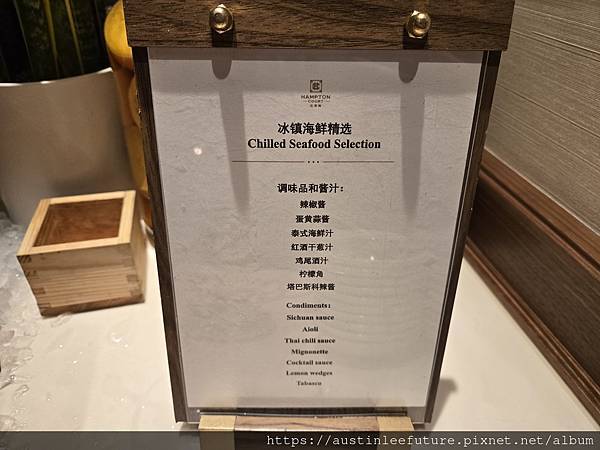 HAMPTON
COURT
冰镇海鲜精选
Chilled Seafood Selection
调味品和酱汁：
辣椒酱
蛋黄蒜酱
泰式海鲜汁
红酒干葱汁
鸡尾酒汁
柠檬角
塔巴斯科辣酱
Condiments:
Sichuan sauce
Aioli
Thai chili sauce
Mignonette
Cocktail sauce
Lemon wedges
Tabasco
https://austinleefuture.pixnet.net/album